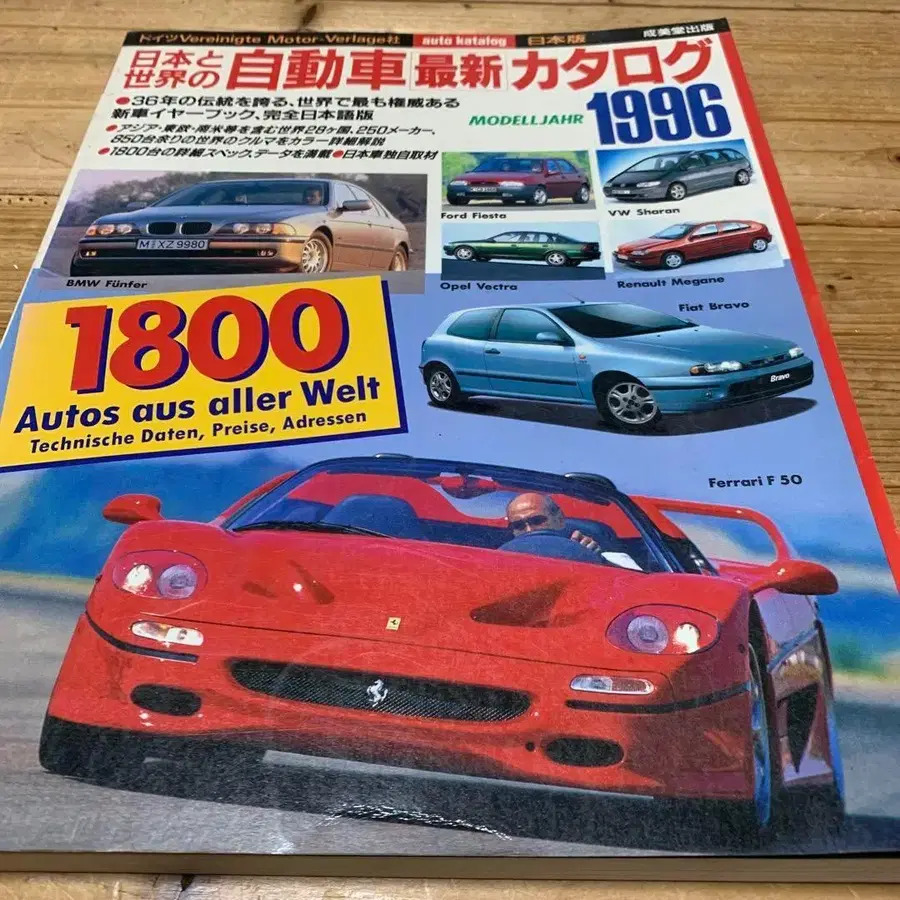 ドイツVereinigte Motor-Verlage社 auto katalog 日本版 成美堂出版
日本と世界の自動車最新カタログ
1996
MODELLJAHR
●36年の伝統を誇る、世界で最も権威ある
新車イヤーブック、完全日本語版
●アジア・東欧・南米等を含む世界28ヶ国、250メーカー、
850台余りの世界のクルマをカラー詳細解説
●1800台の詳細スペック、データを満載●日本車独自取材
M XZ 9980
BMW Fünfer
Ford Fiesta
VW Sharan
Opel Vectra
Renault Megane
Fiat Bravo
Bravo
1800
Autos aus aller Welt
Technische Daten, Preise, Adressen
Ferrari F 50